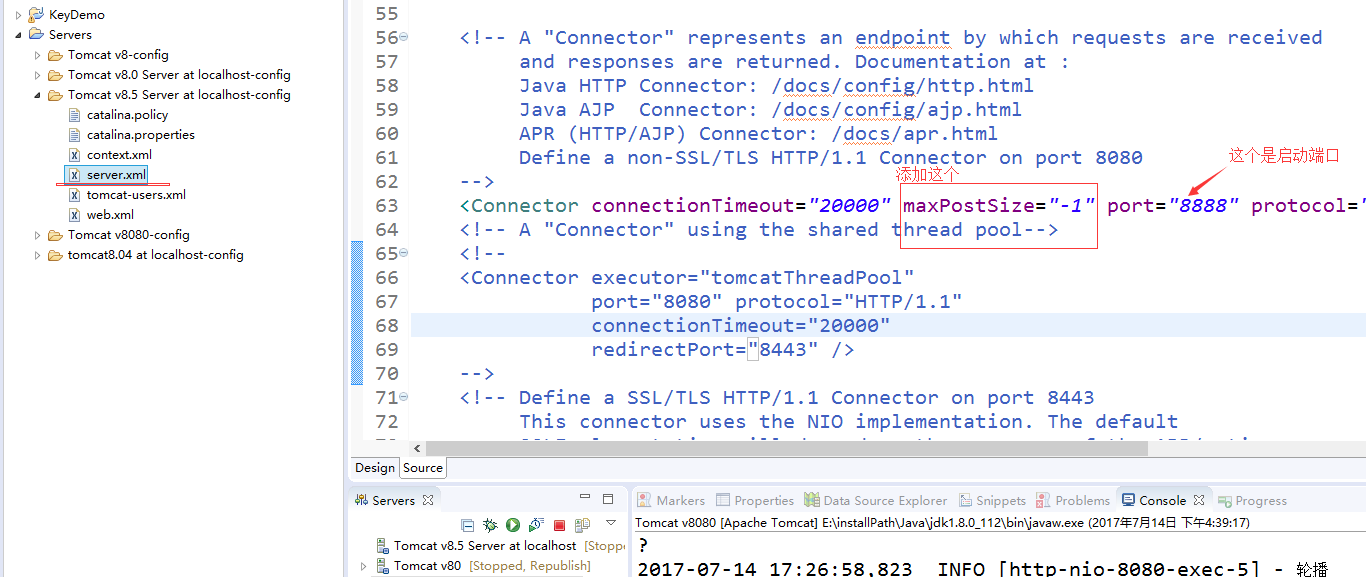 KeyDemo
Servers
Tomcat v8-config
Tomcat v8.0 Server at localhost-config
Tomcat v8.5 Server at localhost-config
catalina.policy
catalina.properties
context.xml
server.xml
tomcat-users.xml
web.xml
Tomcat v8080-config
tomcat8.04 at localhost-config
55
56 <!-- A "Connector" represents an endpoint by which requests are received
57 and responses are returned. Documentation at :
58 Java HTTP Connector: /docs/config/http.html
59 Java AJP  Connector: /docs/config/ajp.html
60 APR (HTTP/AJP) Connector: /docs/apr.html
61 Define a non-SSL/TLS HTTP/1.1 Connector on port 8080
这个是启动端口
添加这个
62 -->
63 <Connector connectionTimeout="20000" maxPostSize="-1" port="8888" protocol="
64 <!-- A "Connector" using the shared thread pool-->
65 <!--
66 <Connector executor="tomcatThreadPool"
67 port="8080" protocol="HTTP/1.1"
68 connectionTimeout="20000"
69 redirectPort="8443" />
70 -->
71 <!-- Define a SSL/TLS HTTP/1.1 Connector on port 8443
72 This connector uses the NIO implementation. The default
Design Source
Servers
Tomcat v8.5 Server at localhost [Stopp
Tomcat v80 [Stopped, Republish]
Markers Properties Data Source Explorer Snippets Problems Console Progress
Tomcat v8080 [Apache Tomcat] E:\installPath\Java\jdk1.8.0_112\bin\javaw.exe (2017年7月14日 下午4:39:17)
?
2017-07-14 17:26:58,823  INFO [http-nio-8080-exec-5] - 轮播